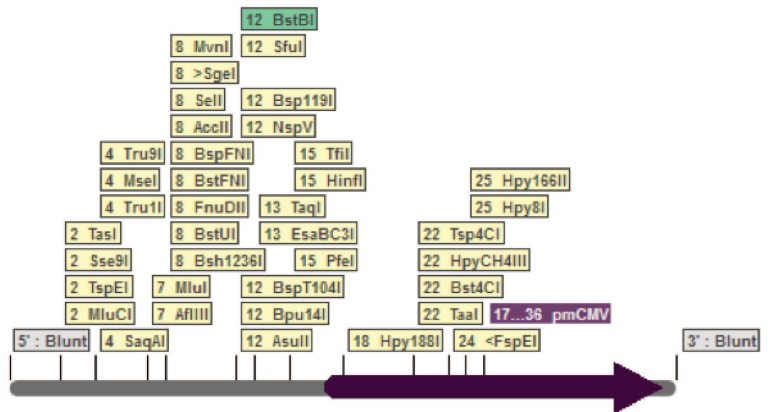 12 BstBI
8 MvnI 12 SfuI
8 >SgeI
8 SelI 12 Bsp119I
8 AccII 12 NspV
4 Tru9I 8 BspFNI 15 TfiI
4 MseI 8 BstFNI 15 HinfI 25 Hpy166II
4 Tru1I 8 FnuDII 13 TaqI 25 Hpy8I
2 TasI 8 BstUI 13 EsaBC3I 22 Tsp4CI
2 Sse9I 8 Bsh1236I 15 PfeI 22 HpyCH4III
2 TspEI 7 MluI 12 BspT104I 22 Bst4CI
2 MluCI 7 AflIII 12 Bpu14I 22 TaaI 17...36 pmCMV
5' : Blunt 4 SaqAI 12 AsuII 18 Hpy188I 24 <FspEI 3' : Blunt